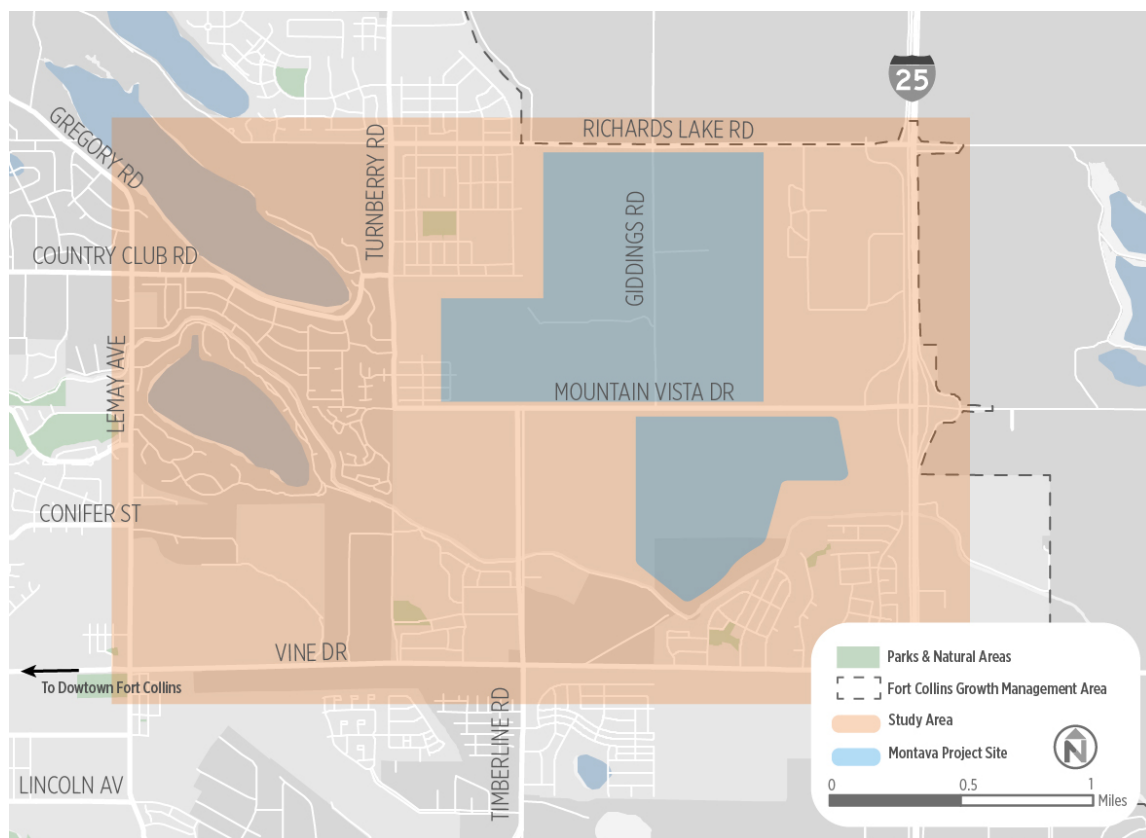 25
RICHARDS LAKE RD
GREGORY RD
TURNBERRY RD
GIDDINGS RD
COUNTRY CLUB RD
LEMAY AVE
MOUNTAIN VISTA DR
CONIFER ST
VINE DR
To Dowtown Fort Collins
TIMBERLINE RD
LINCOLN AV
Parks & Natural Areas
Fort Collins Growth Management Area
Study Area
Montava Project Site
N
0 0.5 1
Miles